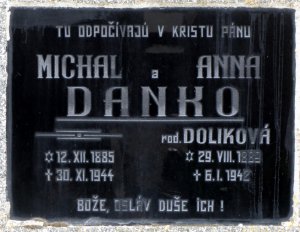 TU ODPOČÍVAJÚ V KRISTU PÁNU
MICHAL a ANNA
DANKO
rod. DOLIKOVÁ
✡ 12. XII. 1885 ✡ 29. VIII. 1889
✝ 30. XI. 1944 ✝ 6. I. 1942
BOŽE, OSLÁV DUŠE ICH!